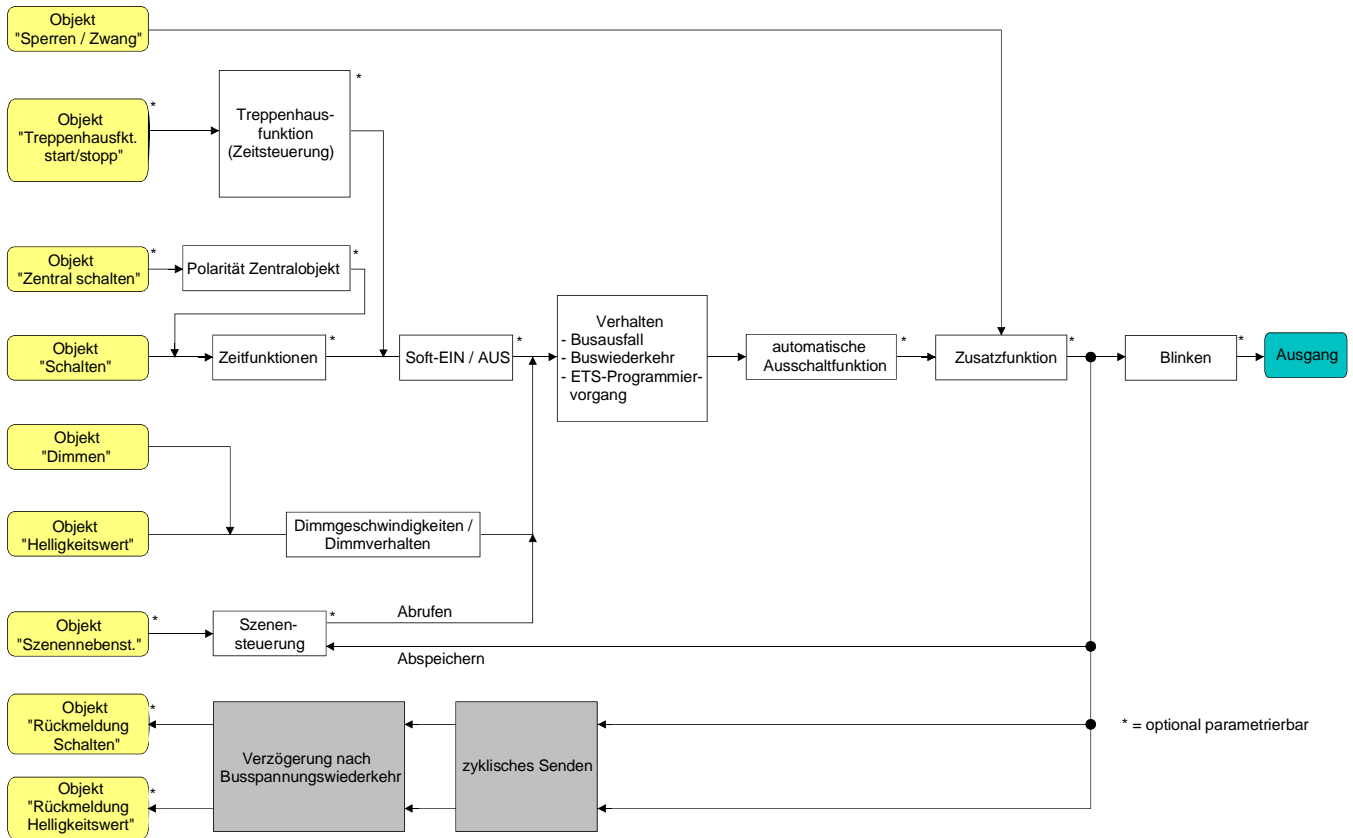 Objekt
"Sperren / Zwang"
*
*
Objekt
"Treppenhausfkt.
start/stopp"
Treppenhaus-
funktion
(Zeitsteuerung)
*
*
Objekt
"Zentral schalten"
Polarität Zentralobjekt
Objekt
"Schalten"
*
Zeitfunktionen
*
Soft-EIN / AUS
Verhalten
- Busausfall
- Buswiederkehr
- ETS-Programmier-
vorgang
*
automatische
Ausschaltfunktion
*
Zusatzfunktion
*
Blinken
Ausgang
Objekt
"Dimmen"
Objekt
"Helligkeitswert"
Dimmgeschwindigkeiten /
Dimmverhalten
*
*
Objekt
"Szenennebenst."
Szenen-
steuerung
Abrufen
Abspeichern
*
Objekt
"Rückmeldung
Schalten"
Verzögerung nach
Busspannungswiederkehr
zyklisches Senden
* = optional parametrierbar
*
Objekt
"Rückmeldung
Helligkeitswert"